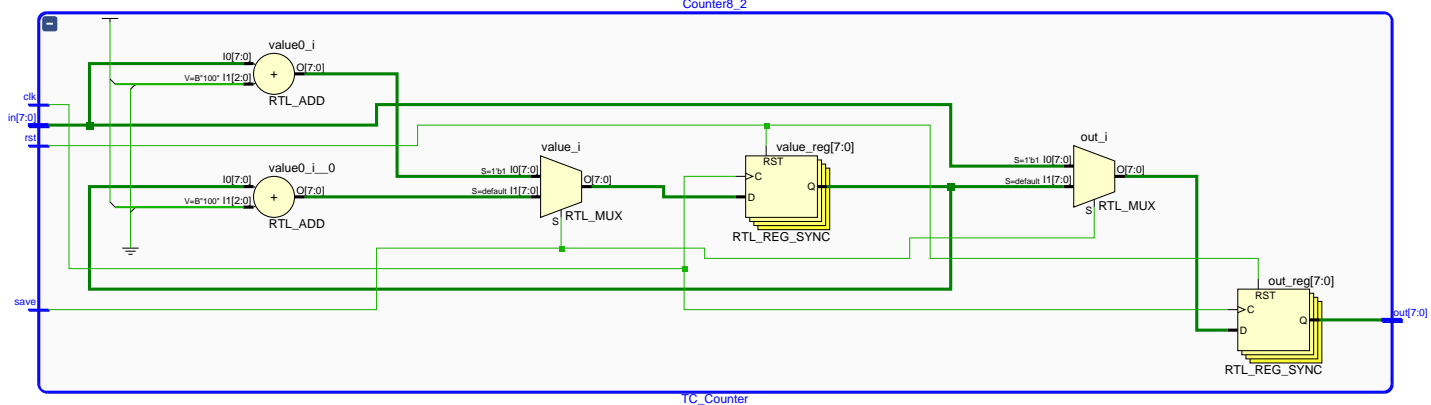 Counter8_2
value0_i
I0[7:0]
O[7:0]
V=B"100" I1[2:0]
+
RTL_ADD
clk
in[7:0]
rst
value0_i__0
I0[7:0]
O[7:0]
V=B"100" I1[2:0]
+
RTL_ADD
value_i
S=1'b1 I0[7:0]
O[7:0]
S=default I1[7:0]
S
RTL_MUX
value_reg[7:0]
RST
C
Q
D
RTL_REG_SYNC
out_i
S=1'b1 I0[7:0]
O[7:0]
S=default I1[7:0]
S
RTL_MUX
save
out_reg[7:0]
RST
C
Q
D
RTL_REG_SYNC
out[7:0]
TC_Counter